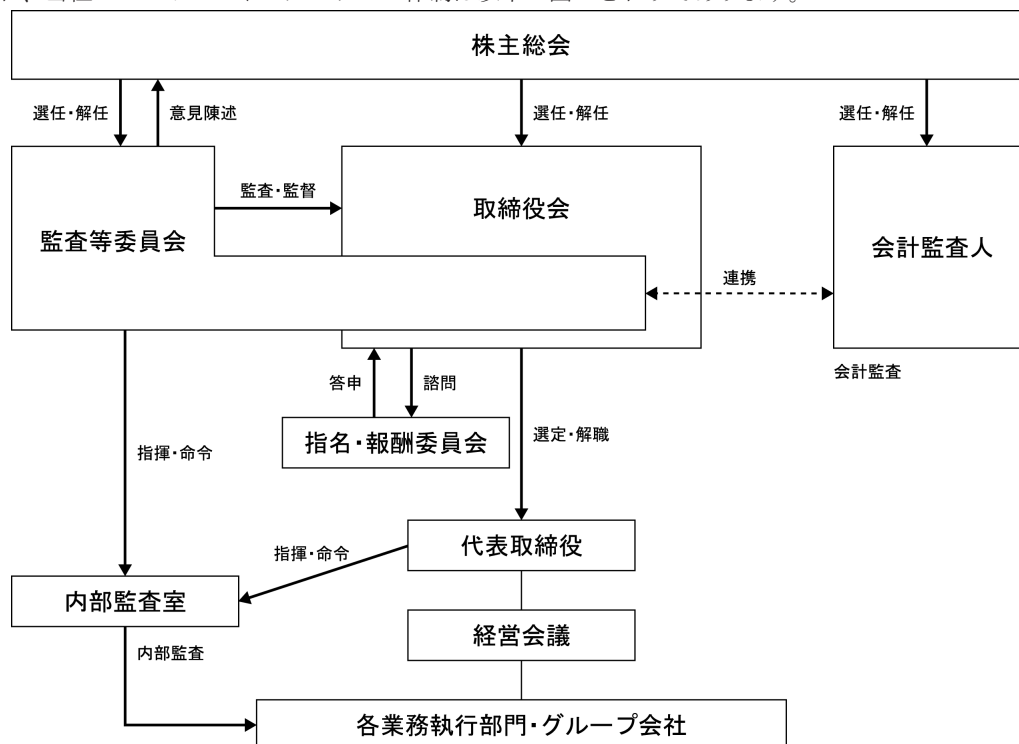 株主総会
選任・解任
意見陳述
選任・解任
選任・解任
監査等委員会
監査・監督
取締役会
会計監査人
連携
会計監査
答申
諮問
指名・報酬委員会
選定・解職
指揮・命令
代表取締役
指揮・命令
内部監査室
経営会議
内部監査
各業務執行部門・グループ会社